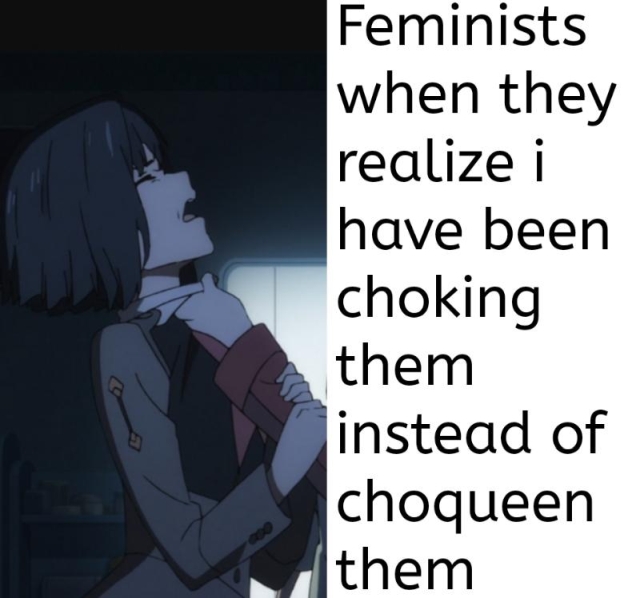 Feminists
when they
realize i
have been
choking
them
instead of
choqueen
them